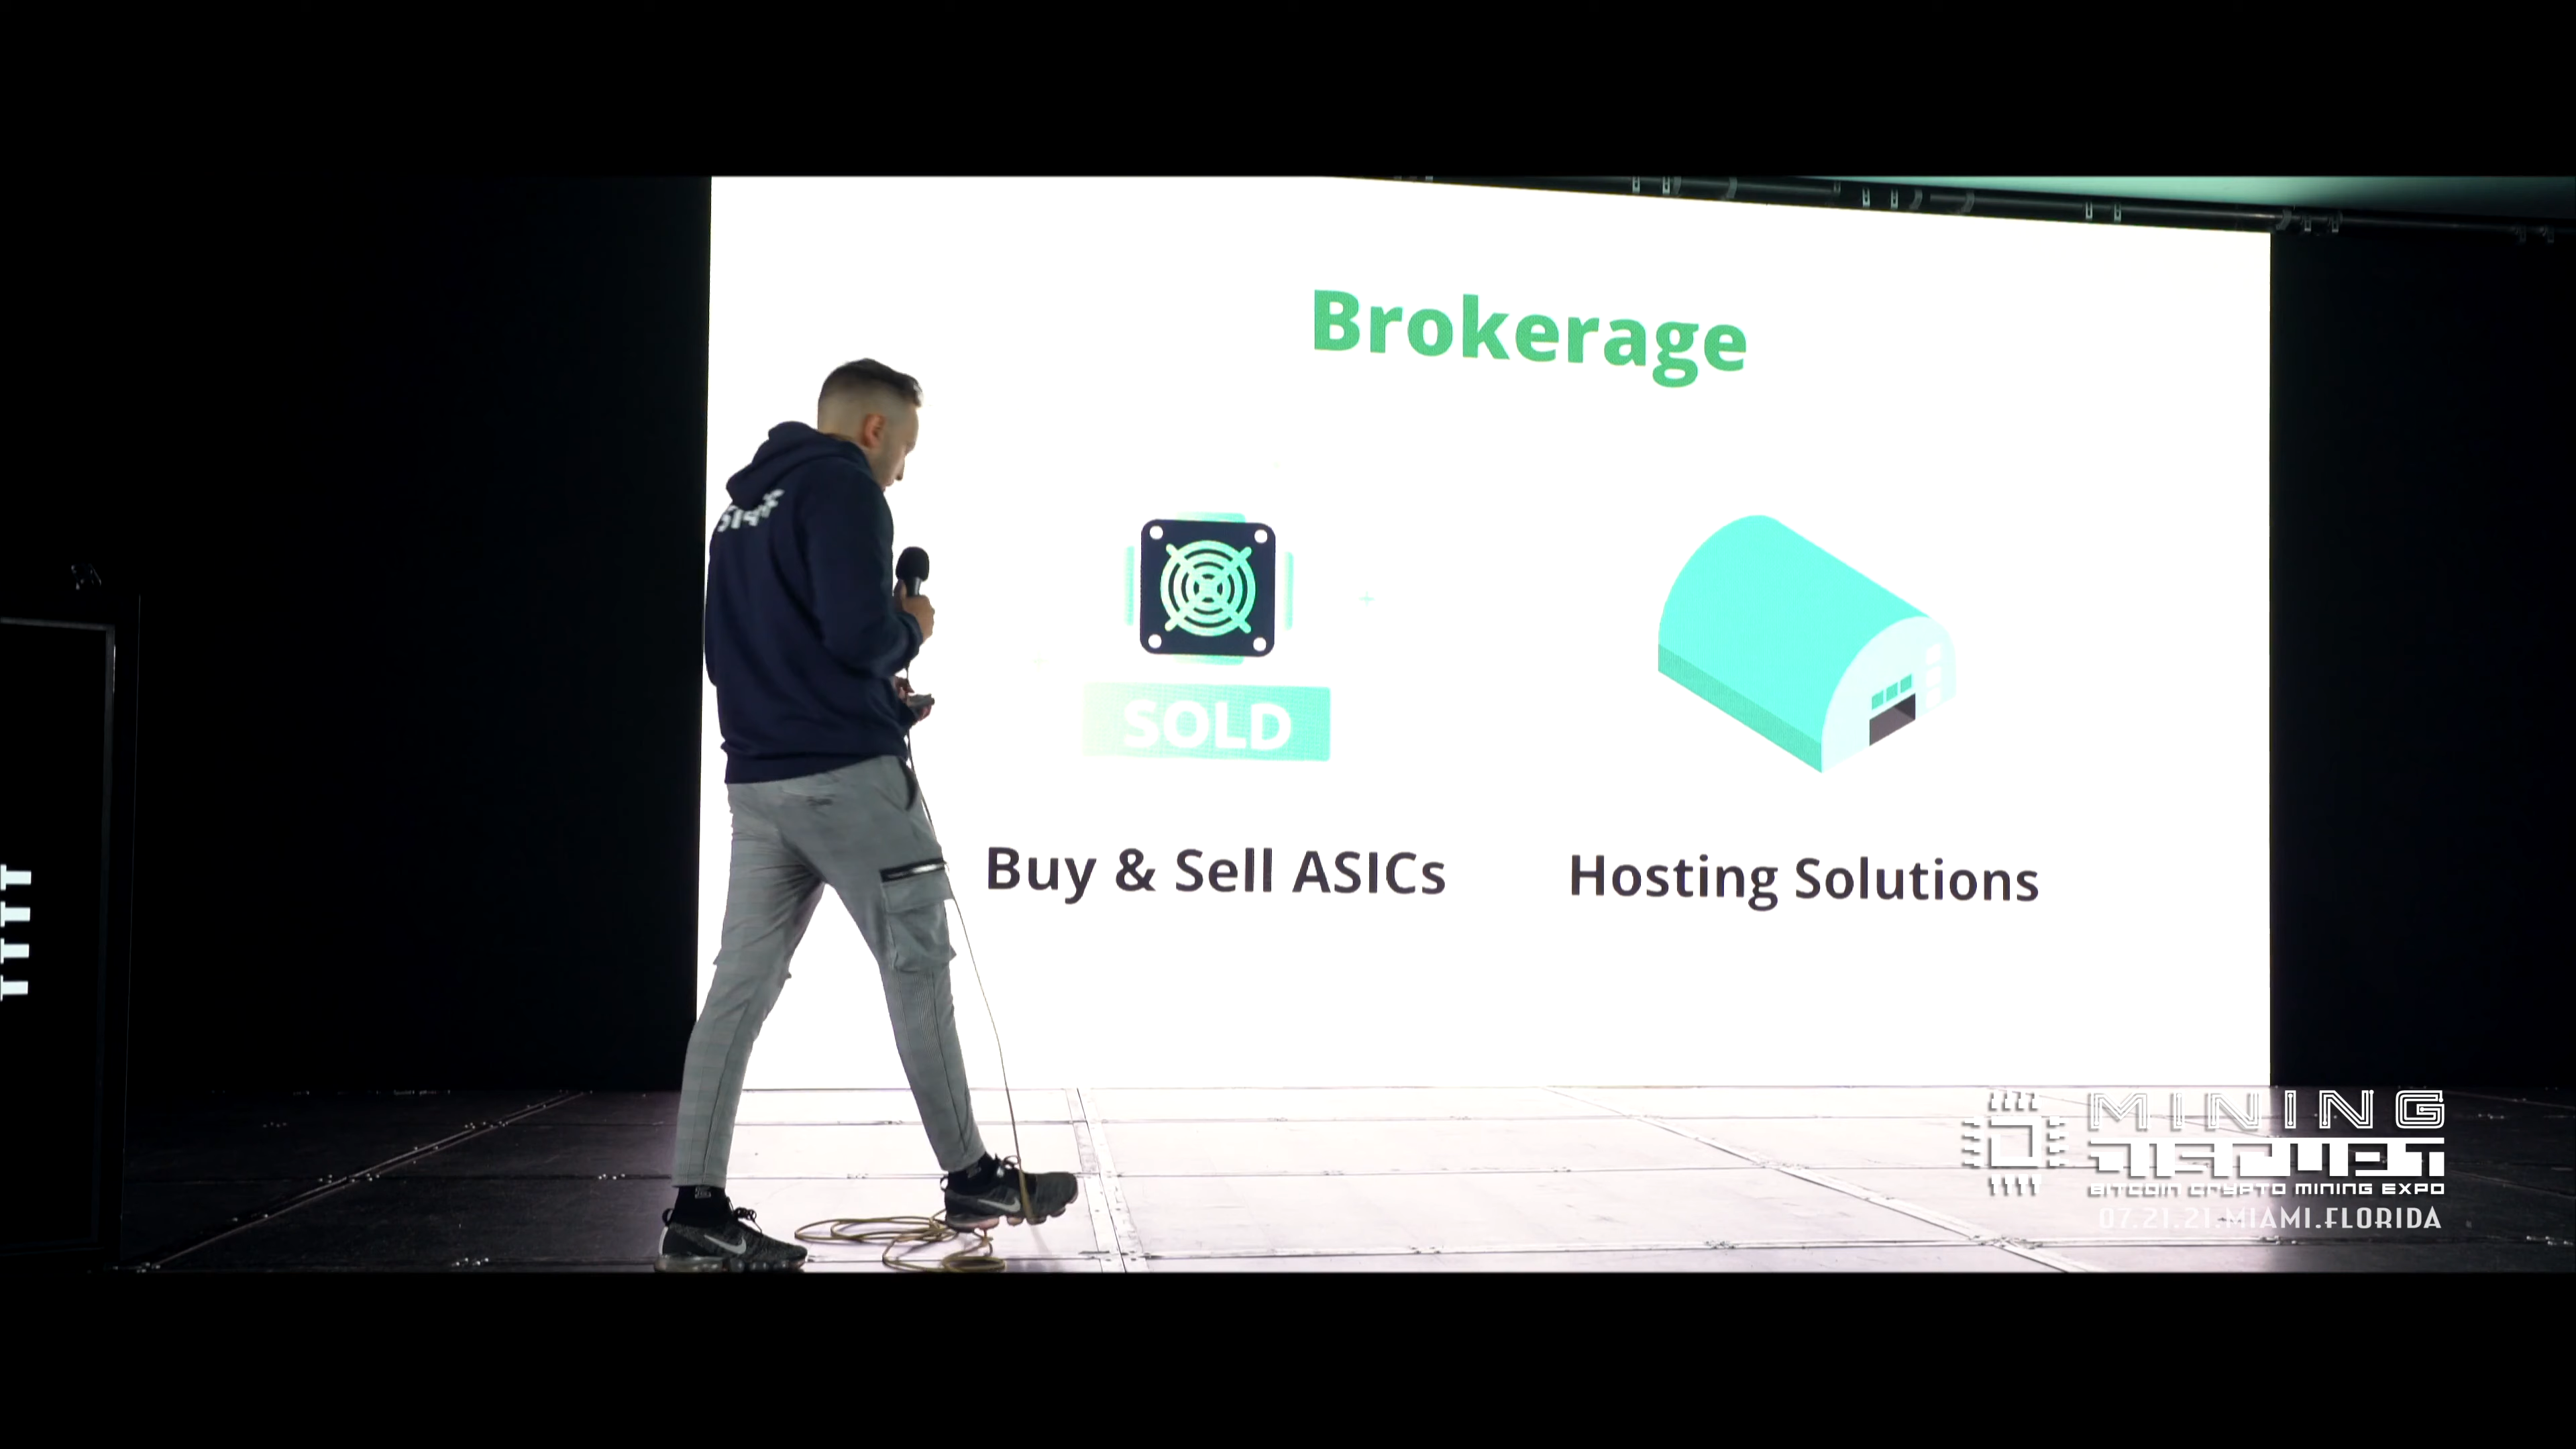 Brokerage
SOLD
Buy & Sell ASICs
Hosting Solutions
MINING
BITCOIN CRYPTO MINING EXPO
07.21.21.MIAMI.FLORIDA